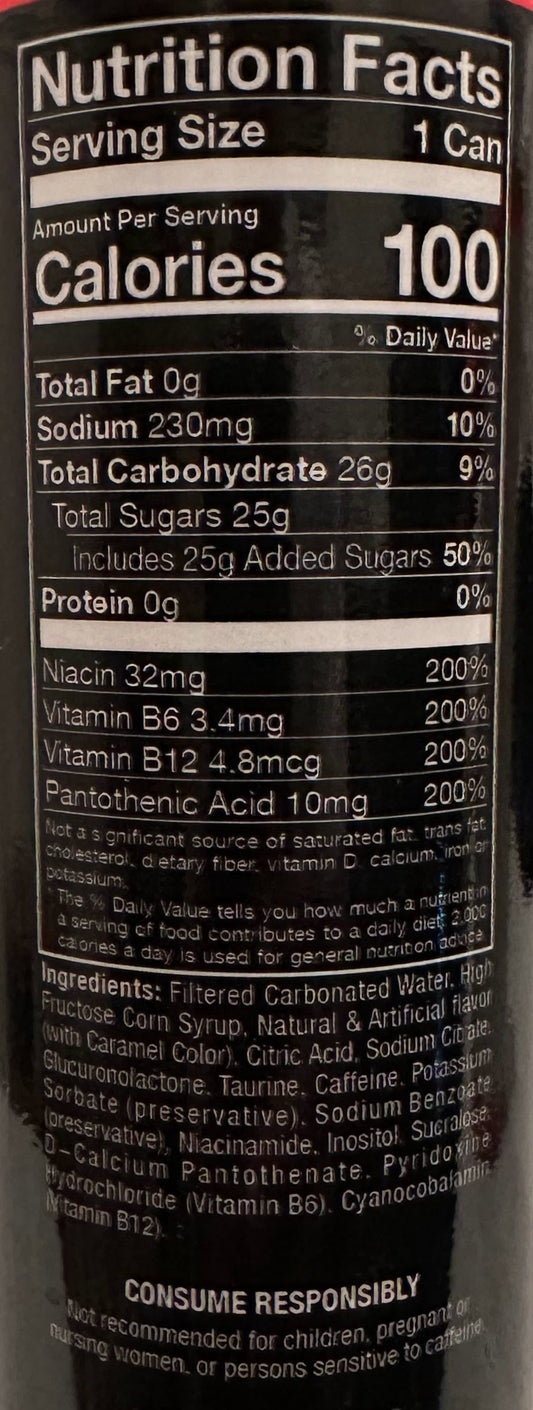 Nutrition Facts
Serving Size 1 Can
Amount Per Serving
Calories 100
% Daily Value*
Total Fat 0g 0%
Sodium 230mg 10%
Total Carbohydrate 26g 9%
Total Sugars 25g
Includes 25g Added Sugars 50%
Protein 0g 0%
Niacin 32mg 200%
Vitamin B6 3.4mg 200%
Vitamin B12 4.8mcg 200%
Pantothenic Acid 10mg 200%
Not a significant source of saturated fat, trans fat,
cholesterol, dietary fiber, vitamin D, calcium, iron or
potassium.
*The % Daily Value tells you how much a nutrient in
a serving of food contributes to a daily diet. 2,000
calories a day is used for general nutrition advice.
Ingredients: Filtered Carbonated Water, High
Fructose Corn Syrup, Natural & Artificial flavor
(with Caramel Color), Citric Acid, Sodium Citrate,
Glucuronolactone, Taurine, Caffeine, Potassium
Sorbate (preservative), Sodium Benzoate
(preservative), Niacinamide, Inositol, Sucralose,
D-Calcium Pantothenate, Pyridoxine
Hydrochloride (Vitamin B6), Cyanocobalamin
(Vitamin B12).
CONSUME RESPONSIBLY
Not recommended for children, pregnant or
nursing women, or persons sensitive to caffeine.